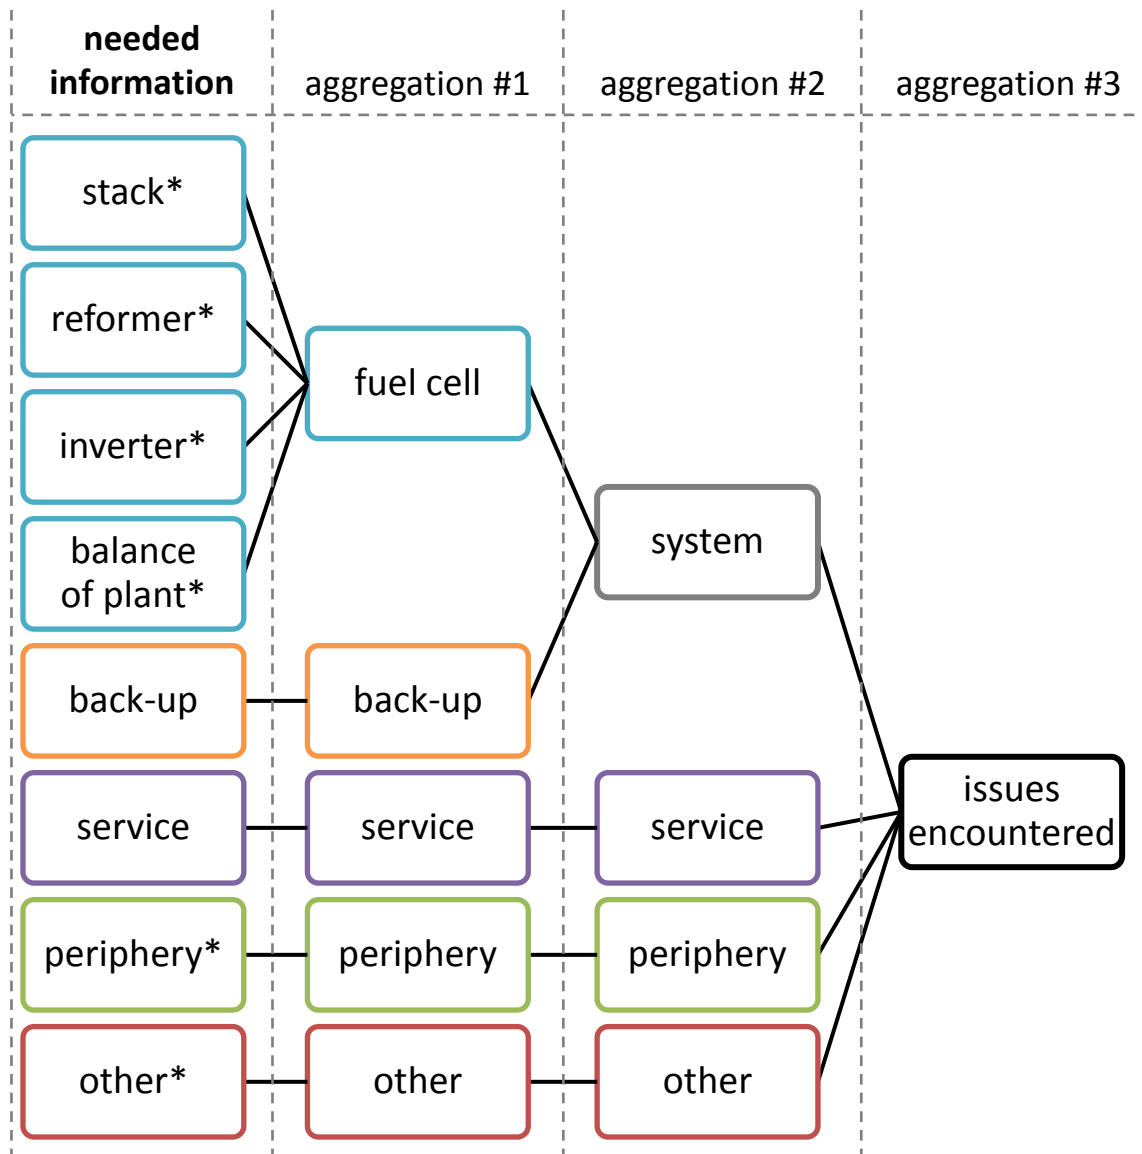 needed
information
aggregation #1
aggregation #2
aggregation #3
stack*
reformer*
fuel cell
inverter*
balance
of plant*
system
back-up
back-up
service
service
service
issues
encountered
periphery*
periphery
periphery
other*
other
other